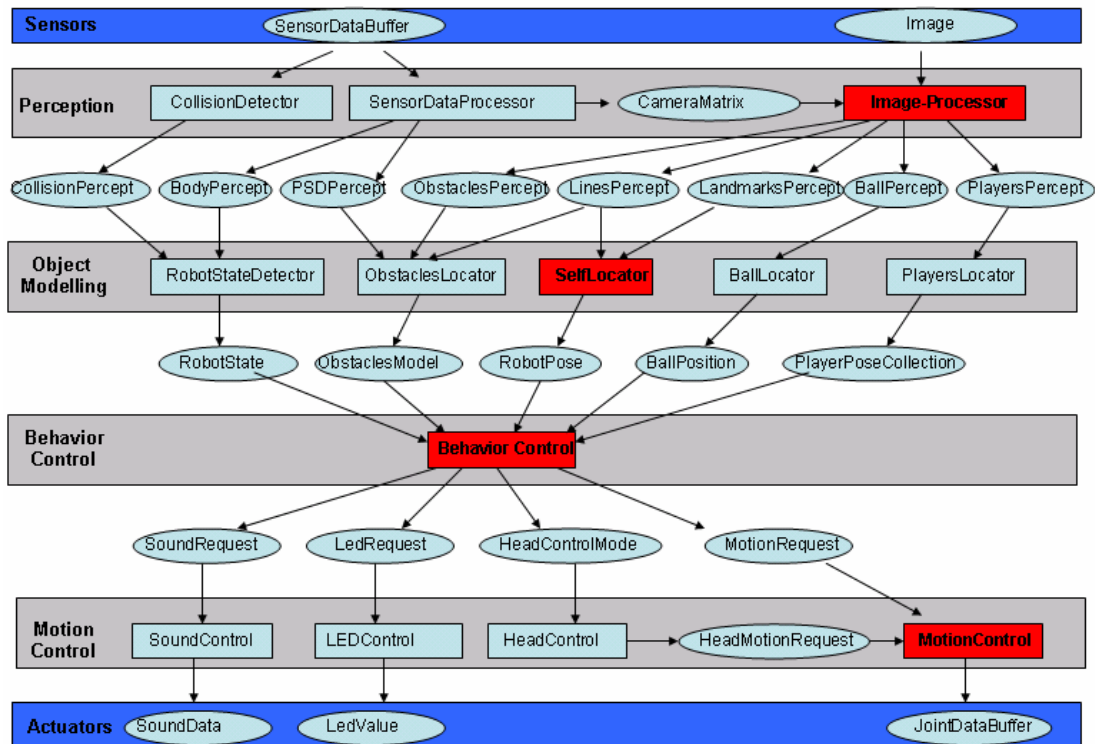 Sensors
SensorDataBuffer
Image
Perception
CollisionDetector
SensorDataProcessor
CameraMatrix
Image-Processor
CollisionPercept
BodyPercept
PSDPercept
ObstaclesPercept
LinesPercept
LandmarksPercept
BallPercept
PlayersPercept
Object
Modelling
RobotStateDetector
ObstaclesLocator
SelfLocator
BallLocator
PlayersLocator
RobotState
ObstaclesModel
RobotPose
BallPosition
PlayerPoseCollection
Behavior
Control
Behavior Control
SoundRequest
LedRequest
HeadControlMode
MotionRequest
Motion
Control
SoundControl
LEDControl
HeadControl
HeadMotionRequest
MotionControl
Actuators
SoundData
LedValue
JointDataBuffer